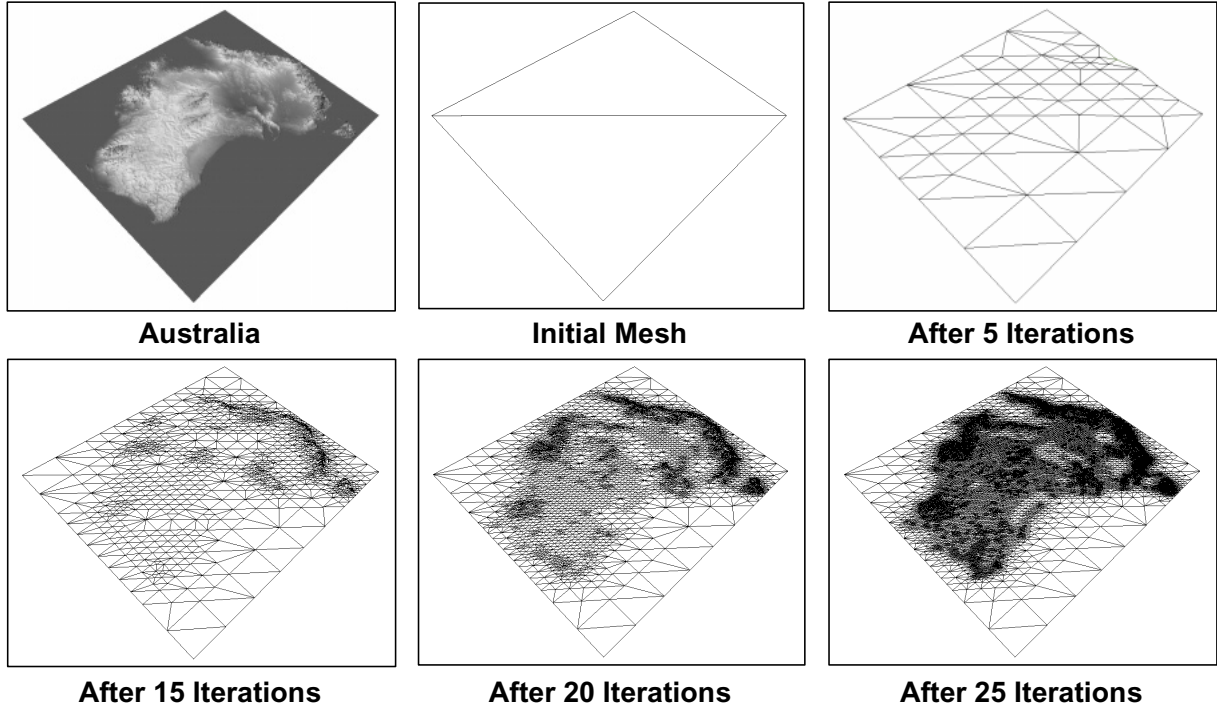 Australia
Initial Mesh
After 5 Iterations
After 15 Iterations
After 20 Iterations
After 25 Iterations